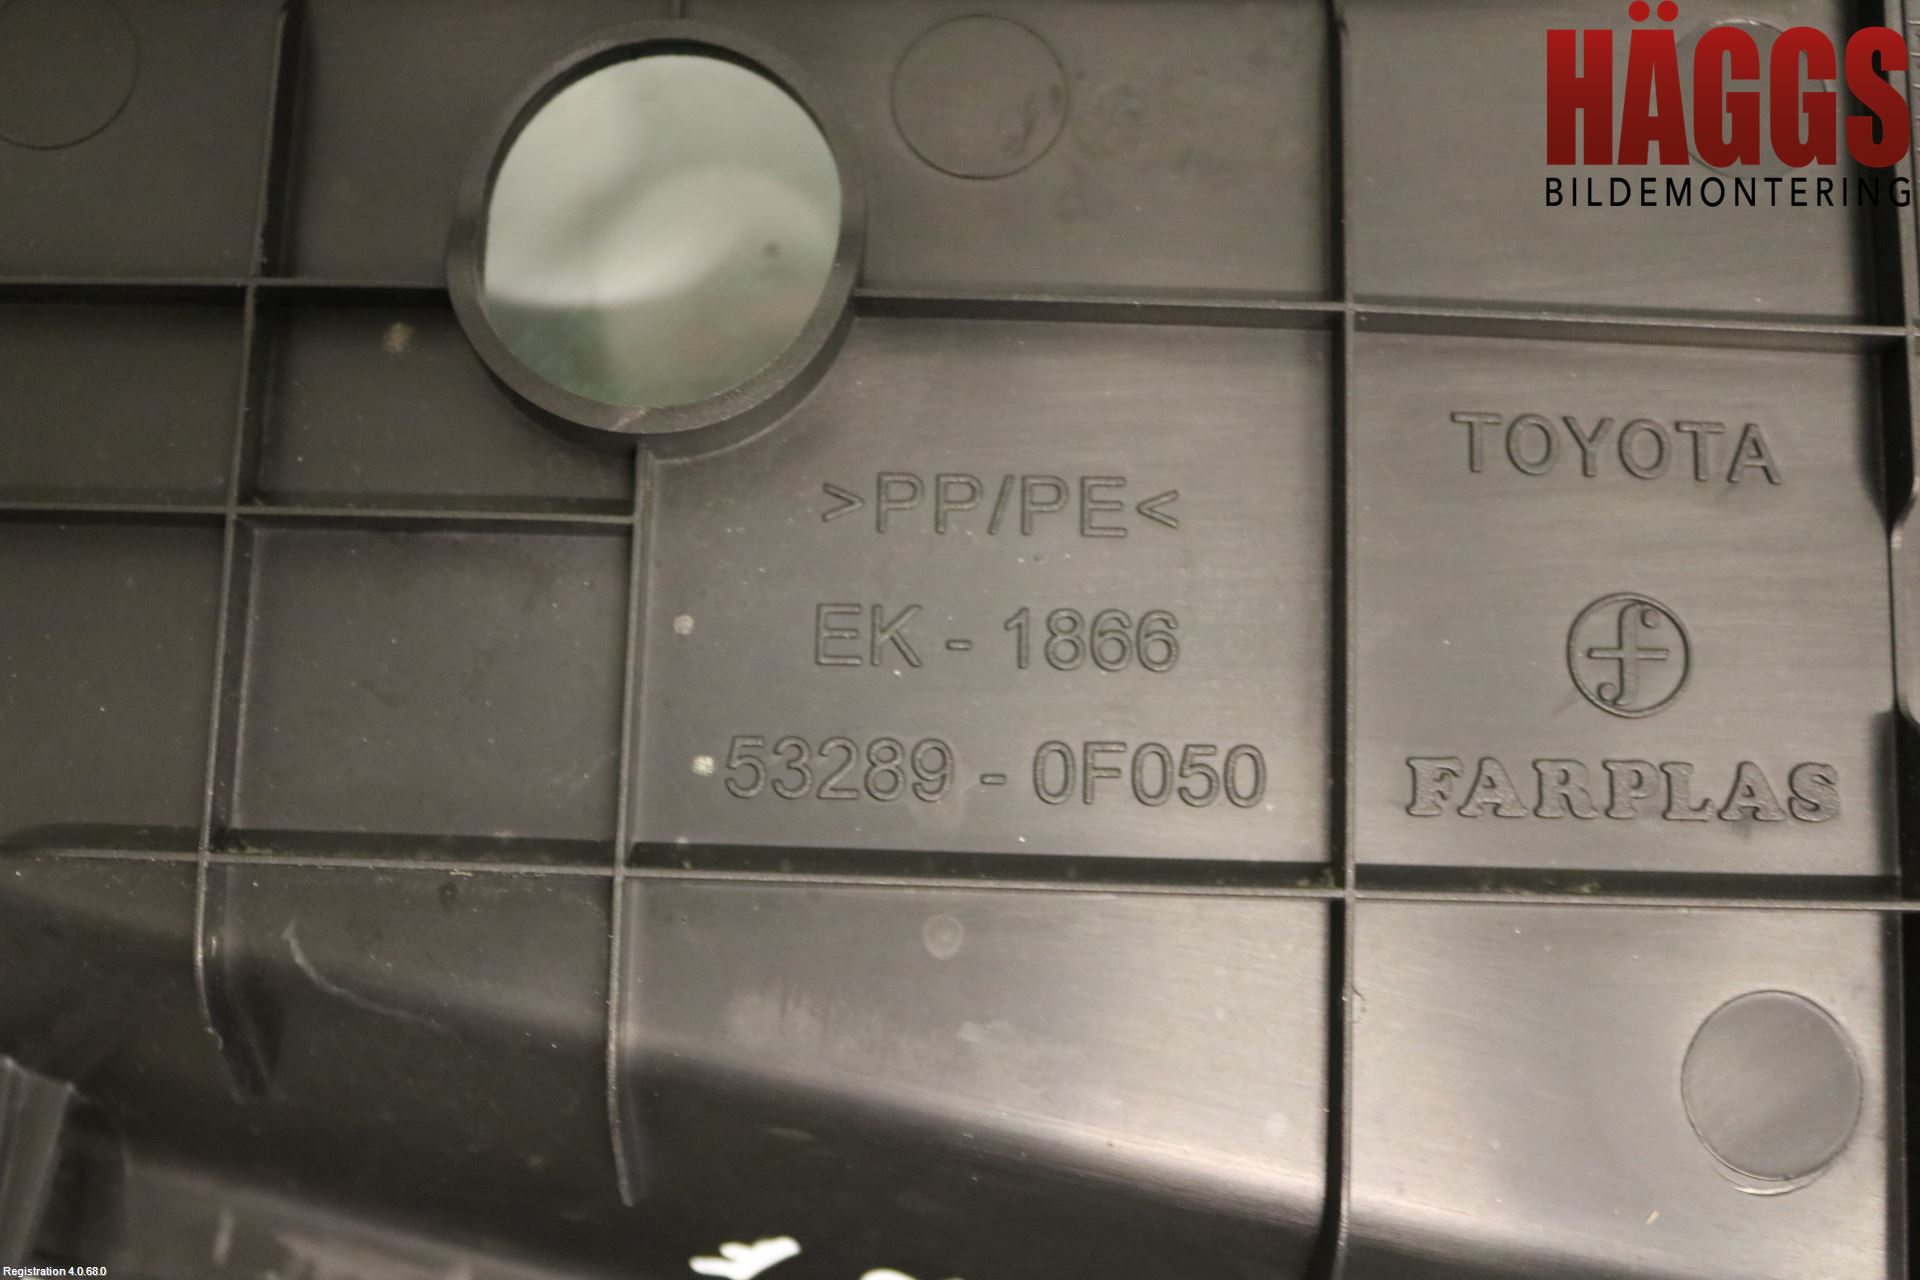 HÄGGS
BILDEMONTERING
TOYOTA
>PP/PE<
EK - 1866
53289 - 0F050
f
FARPLAS
Registration 4.0.68.0